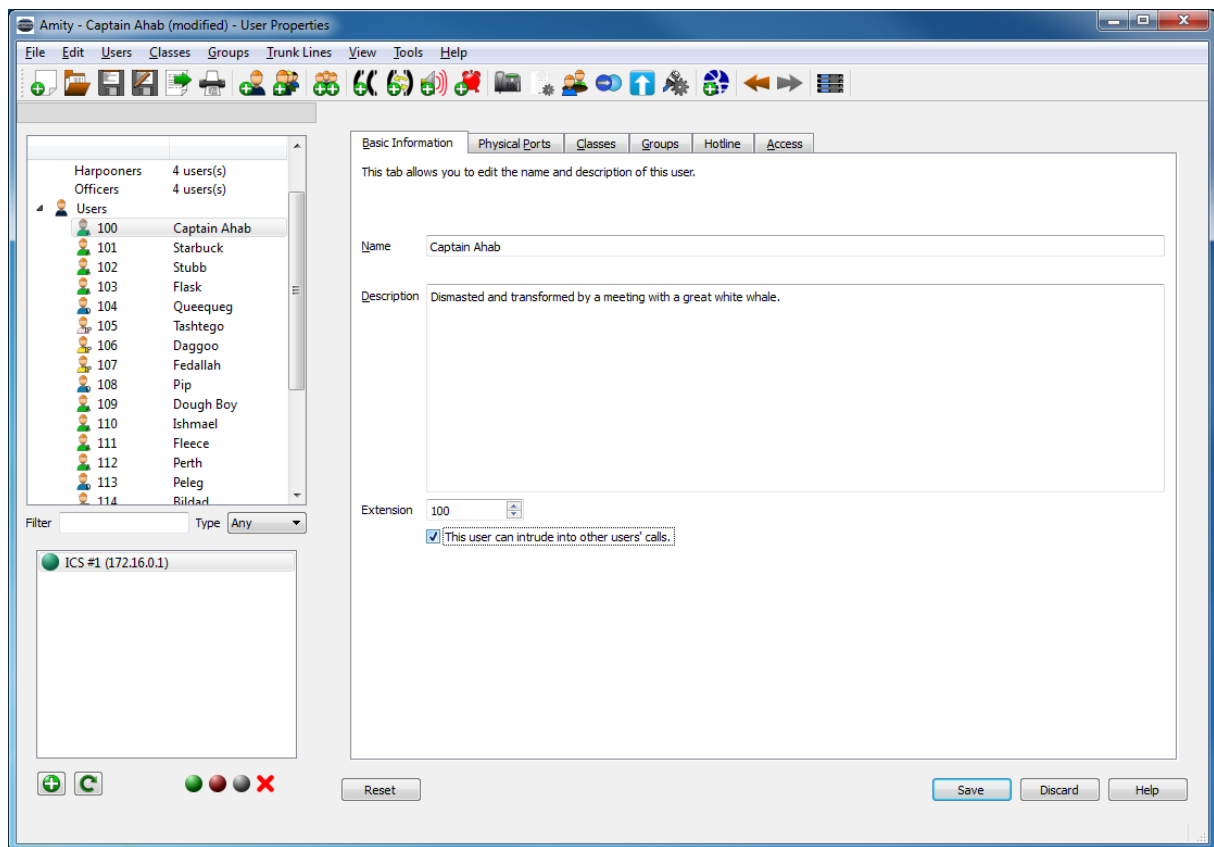 Amity - Captain Ahab (modified) - User Properties
File Edit Users Classes Groups Trunk Lines View Tools Help
Harpooners 4 users(s)
Officers 4 users(s)
Users
100 Captain Ahab
101 Starbuck
102 Stubb
103 Flask
104 Queequeg
105 Tashtego
106 Daggoo
107 Fedallah
108 Pip
109 Dough Boy
110 Ishmael
111 Fleece
112 Perth
113 Peleg
114 Bildad
Filter Type Any
ICS #1 (172.16.0.1)
Basic Information Physical Ports Classes Groups Hotline Access
This tab allows you to edit the name and description of this user.
Name Captain Ahab
Description Dismasted and transformed by a meeting with a great white whale.
Extension 100
This user can intrude into other users' calls.
Reset Save Discard Help